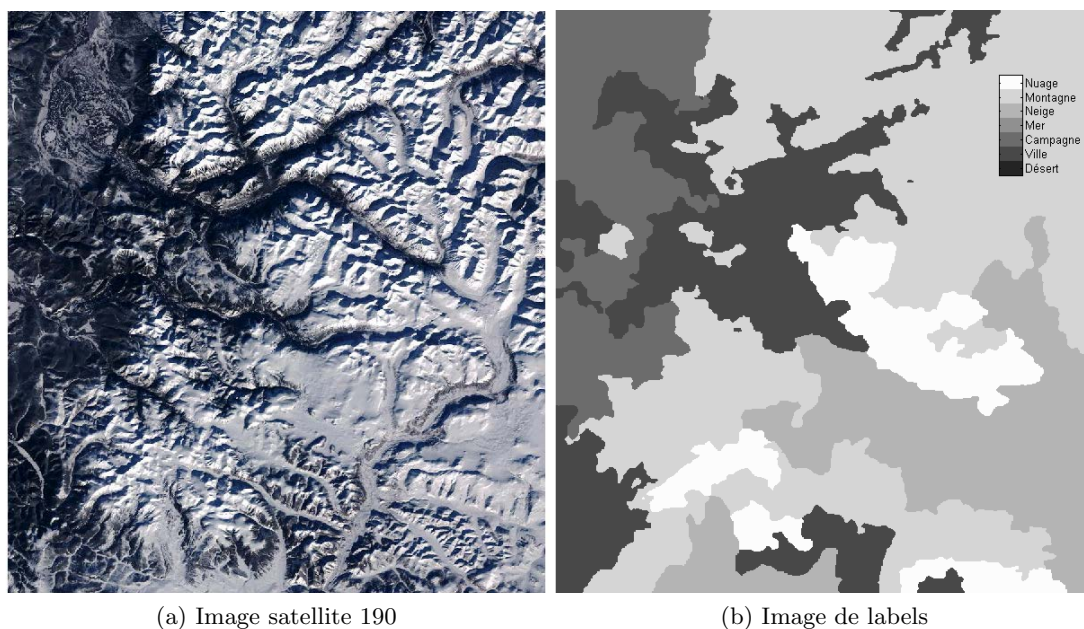 Nuage
Montagne
Neige
Mer
Campagne
Ville
Désert
(a) Image satellite 190
(b) Image de labels